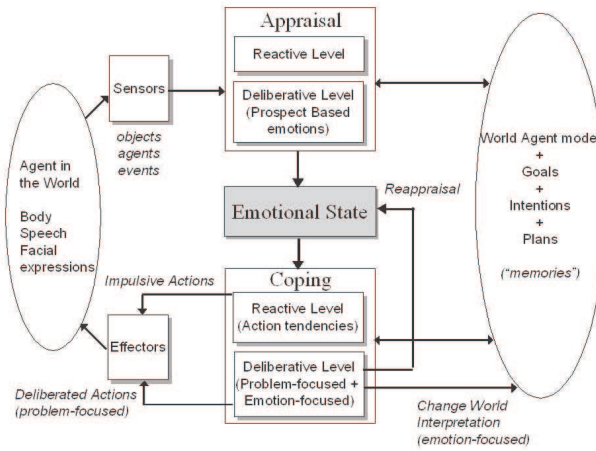 Appraisal
Reactive Level
Deliberative Level
(Prospect Based
emotions)
Sensors
objects
agents
events
Agent in
the World
Body
Speech
Facial
expressions
World Agent mode
+
Goals
+
Intentions
+
Plans
("memories")
Reappraisal
Emotional State
Coping
Impulsive Actions
Reactive Level
(Action tendencies)
Effectors
Deliberative Level
(Problem-focused +
Emotion-focused)
Deliberated Actions
(problem-focused)
Change World
Interpretation
(emotion-focused)